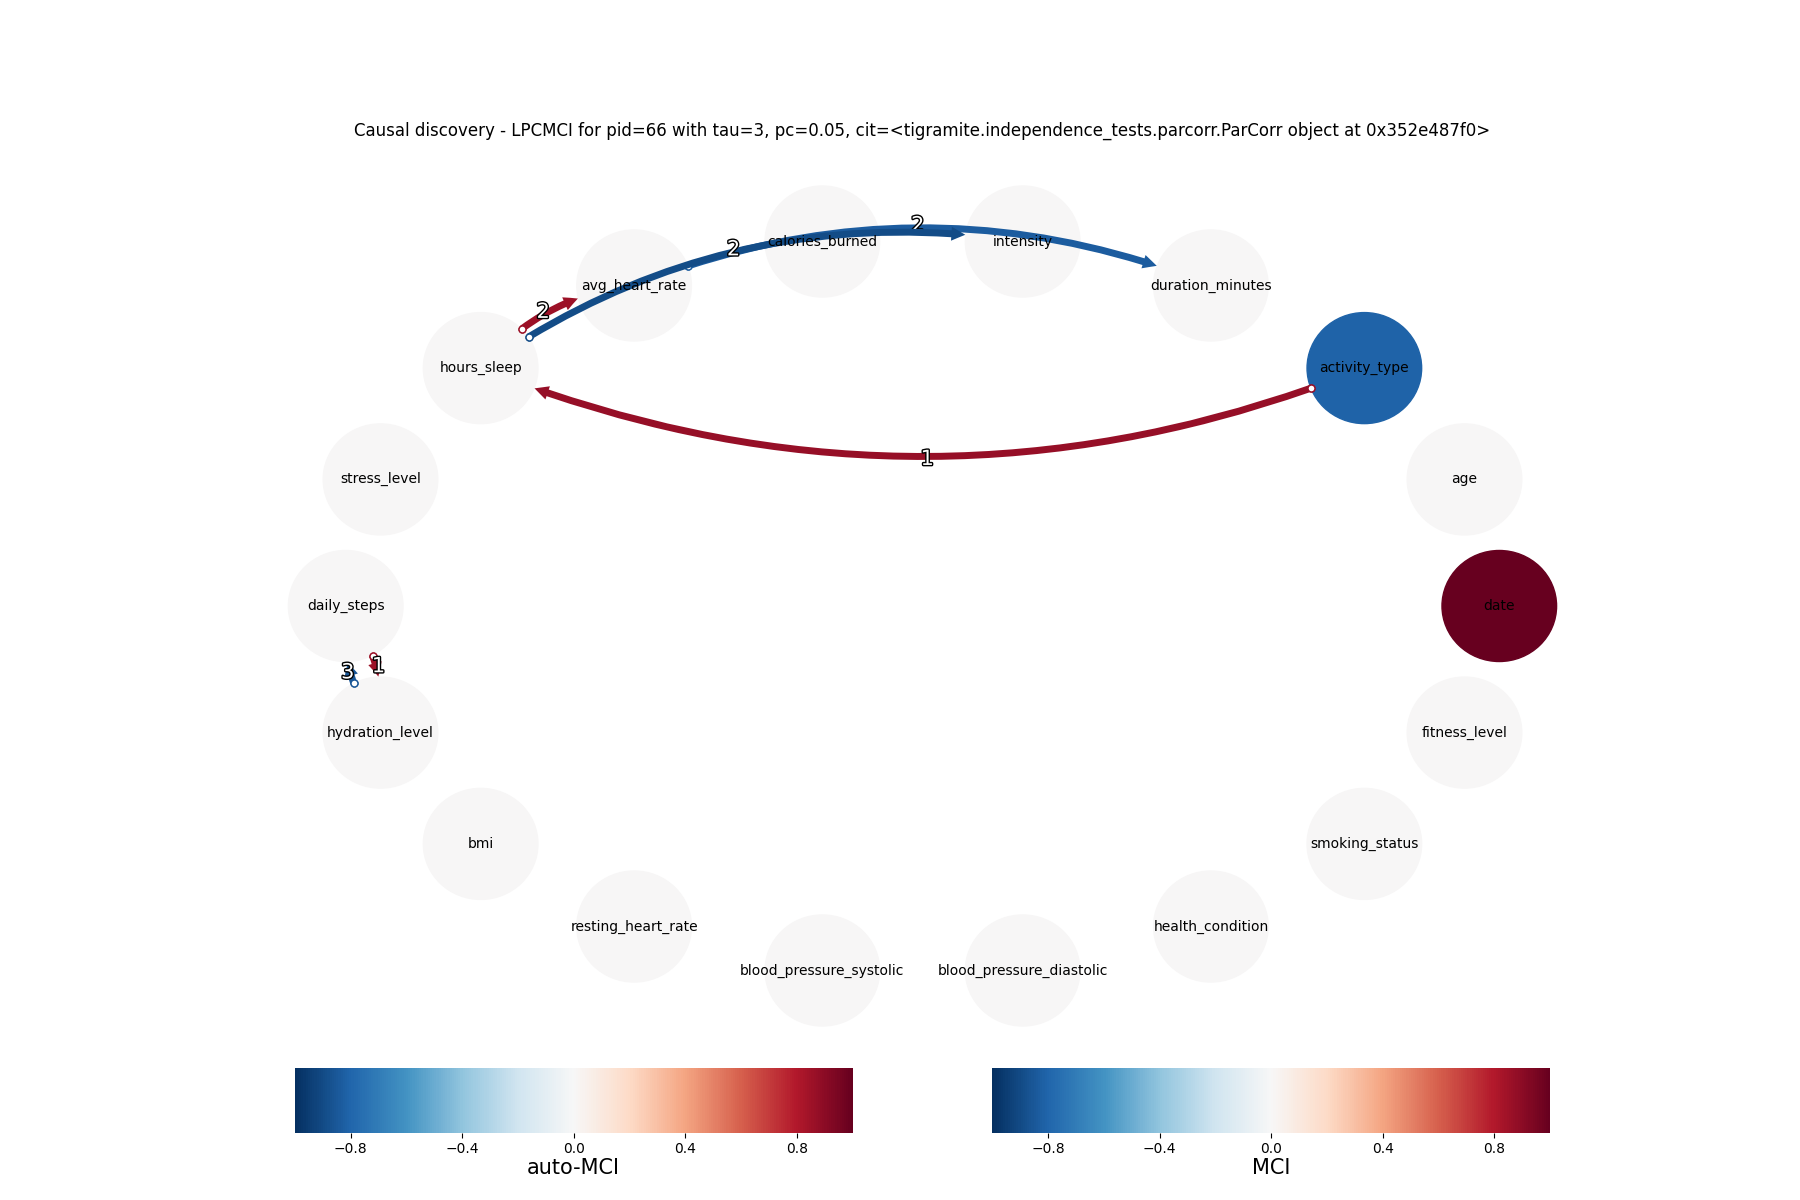 Causal discovery - LPCMCI for pid=66 with tau=3, pc=0.05, cit=<tigramite.independence_tests.parcorr.ParCorr object at 0x352e487f0>
2
calories_burned
intensity
2
avg_heart_rate
duration_minutes
2
hours_sleep
activity_type
1
stress_level
age
daily_steps
date
3
1
hydration_level
fitness_level
bmi
smoking_status
resting_heart_rate
health_condition
blood_pressure_systolic
blood_pressure_diastolic
−0.8 −0.4 0.0 0.4 0.8
auto-MCI
−0.8 −0.4 0.0 0.4 0.8
MCI